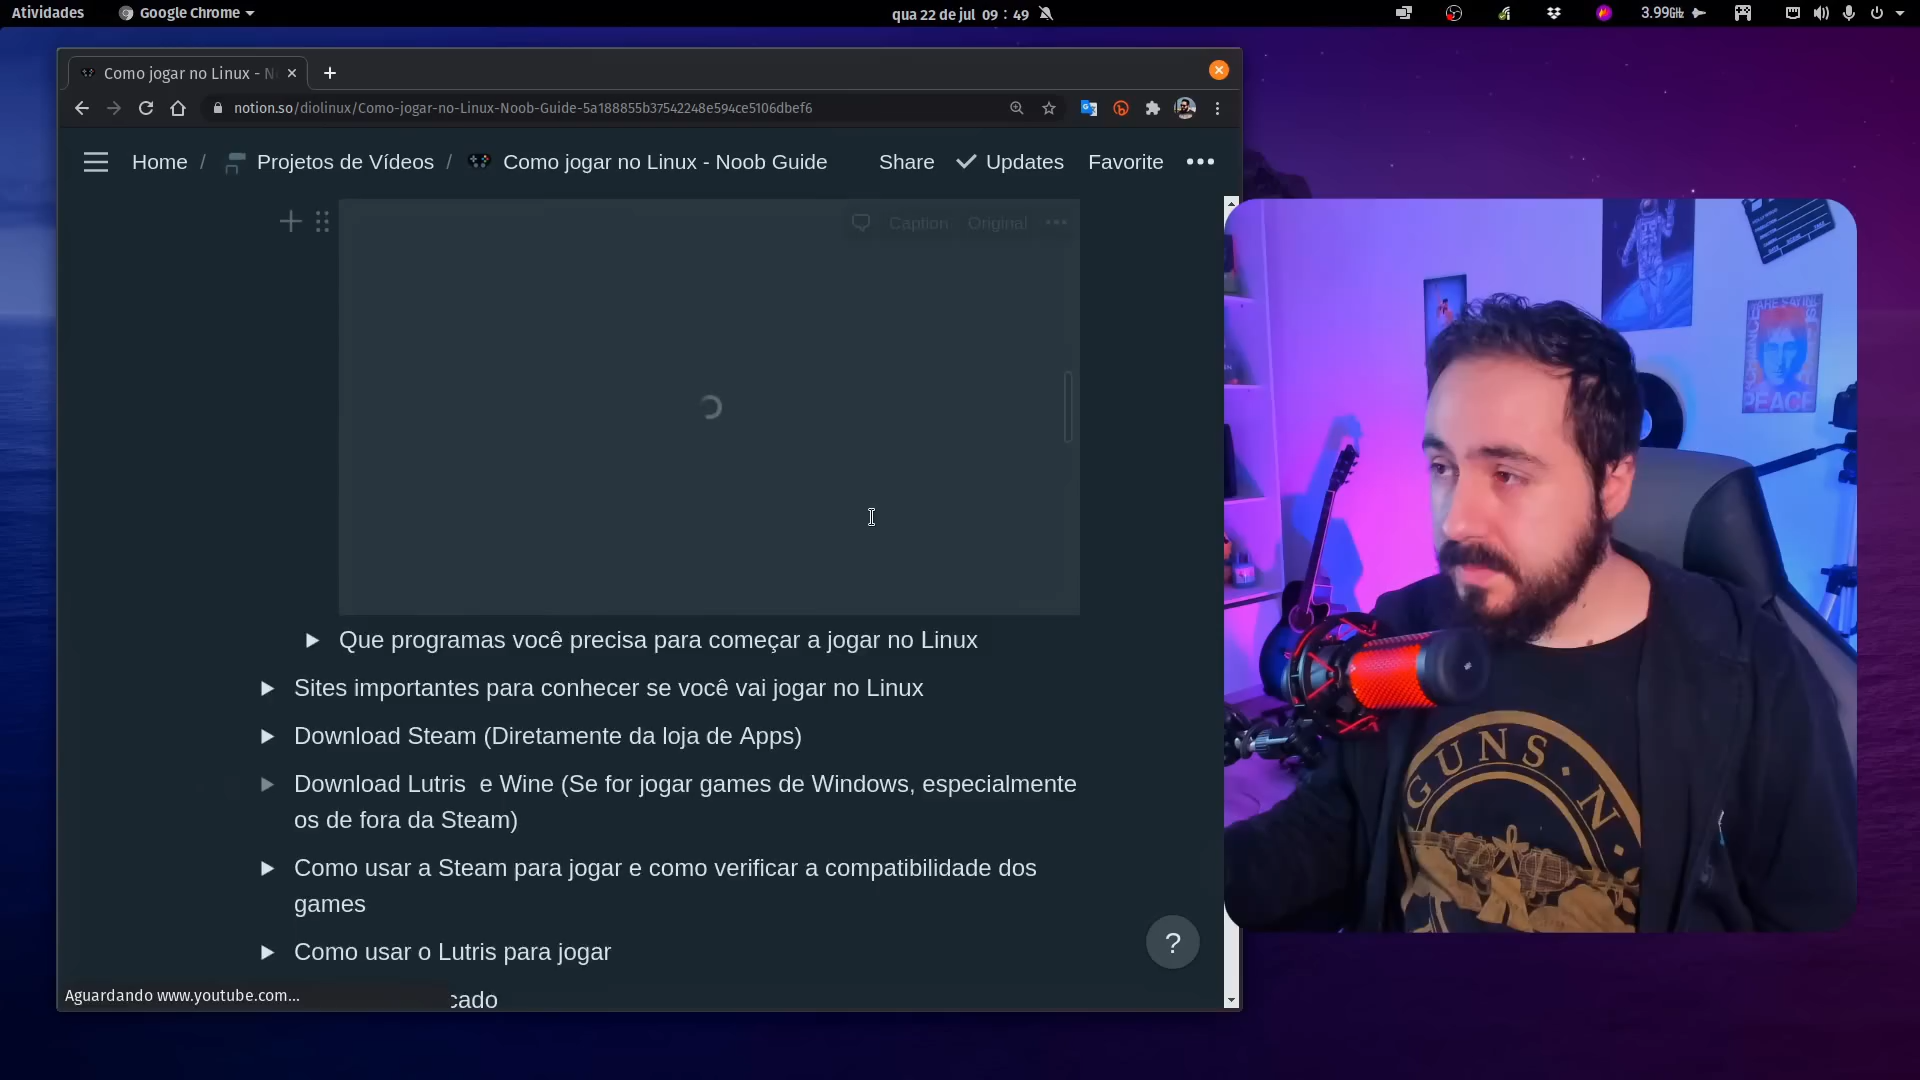 Atividades
Google Chrome
qua 22 de jul 09 : 49
3.99GHz
Como jogar no Linux - N
notion.so/diolinux/Como-jogar-no-Linux-Noob-Guide-5a188855b37542248e594ce5106dbef6
Home / Projetos de Vídeos / Como jogar no Linux - Noob Guide
Share
Updates
Favorite
Caption
Original
Que programas você precisa para começar a jogar no Linux
Sites importantes para conhecer se você vai jogar no Linux
Download Steam (Diretamente da loja de Apps)
Download Lutris e Wine (Se for jogar games de Windows, especialmente
os de fora da Steam)
Como usar a Steam para jogar e como verificar a compatibilidade dos
games
Como usar o Lutris para jogar
cado
?
Aguardando www.youtube.com...
PEACE
GUNS · N